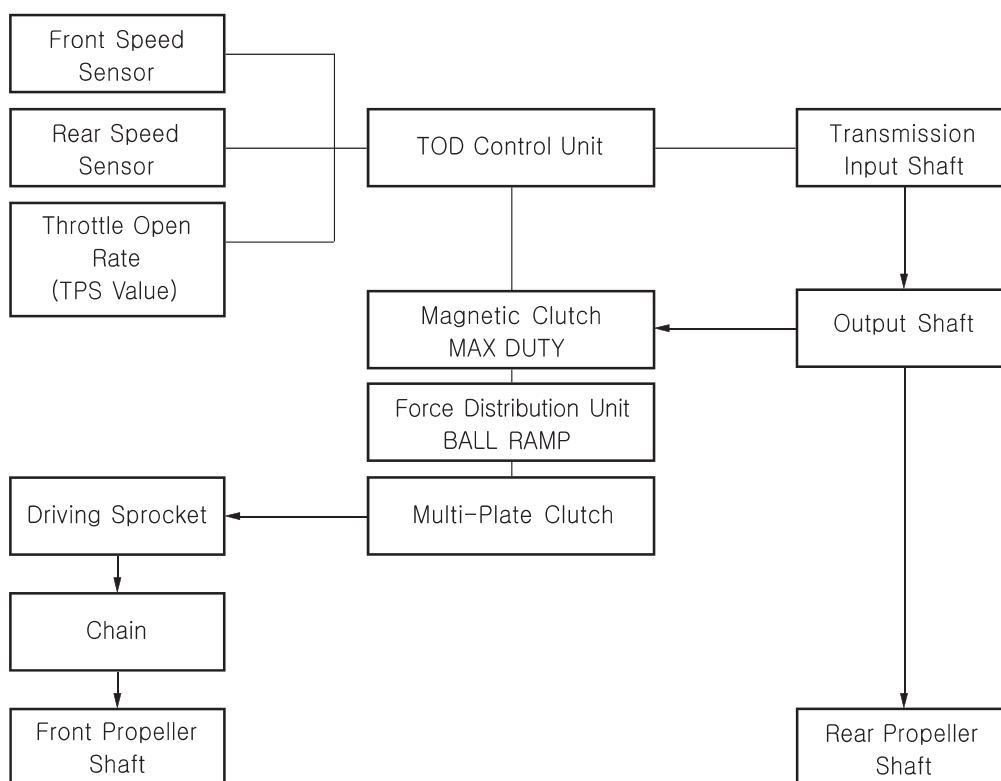 Front Speed
Sensor
Rear Speed
Sensor
Throttle Open
Rate
(TPS Value)
TOD Control Unit
Transmission
Input Shaft
Magnetic Clutch
MAX DUTY
Output Shaft
Force Distribution Unit
BALL RAMP
Multi-Plate Clutch
Driving Sprocket
Chain
Front Propeller
Shaft
Rear Propeller
Shaft